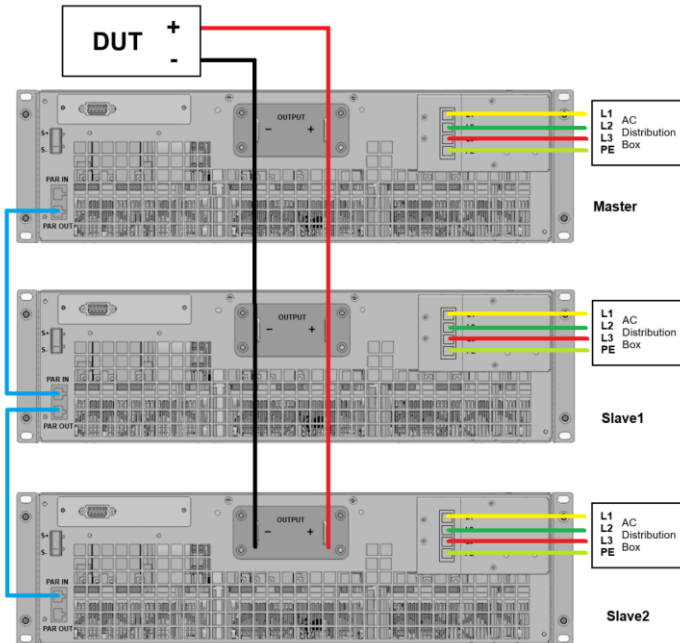 DUT + -
OUTPUT
- +
S+
S-
PAR IN
PAR OUT
L1
L2
L3
PE
AC
Distribution
Box
Master
OUTPUT
- +
S+
S-
PAR IN
PAR OUT
L1
L2
L3
PE
AC
Distribution
Box
Slave1
OUTPUT
- +
S+
S-
PAR IN
PAR OUT
L1
L2
L3
PE
AC
Distribution
Box
Slave2